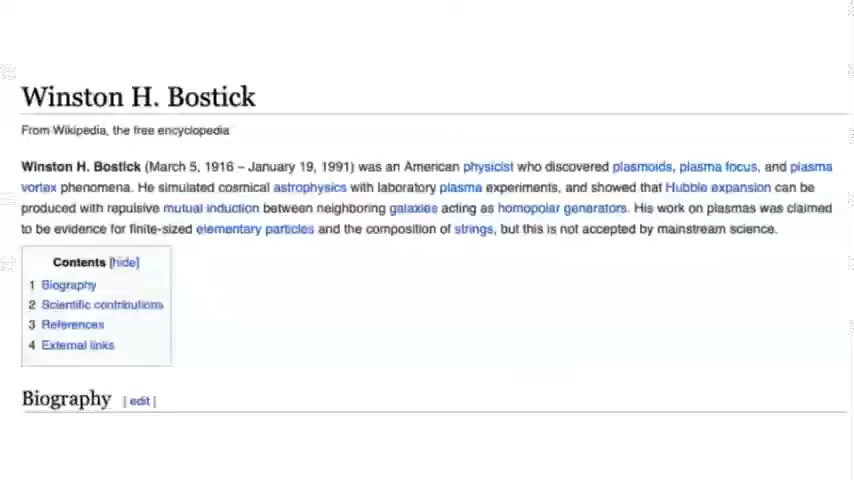 Winston H. Bostick
From Wikipedia, the free encyclopedia
Winston H. Bostick (March 5, 1916 – January 19, 1991) was an American physicist who discovered plasmoids, plasma focus, and plasma
vortex phenomena. He simulated cosmical astrophysics with laboratory plasma experiments, and showed that Hubble expansion can be
produced with repulsive mutual induction between neighboring galaxies acting as homopolar generators. His work on plasmas was claimed
to be evidence for finite-sized elementary particles and the composition of strings, but this is not accepted by mainstream science.
Contents [hide]
1 Biography
2 Scientific contributions
3 References
4 External links
Biography [ edit ]